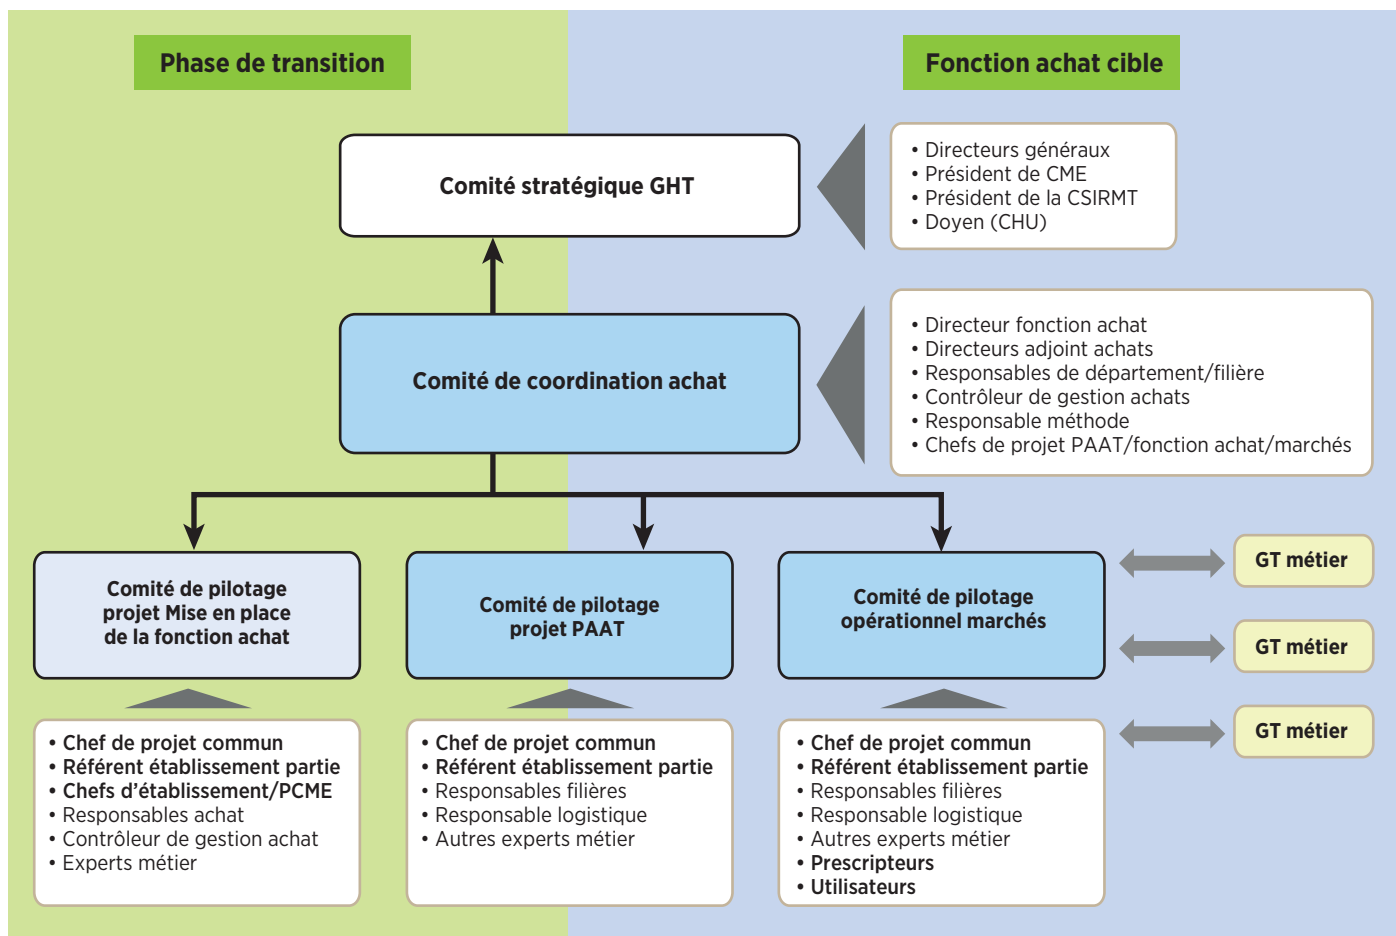 Phase de transition
Fonction achat cible
Comité stratégique GHT
• Directeurs généraux
• Président de CME
• Président de la CSIRMT
• Doyen (CHU)
Comité de coordination achat
• Directeur fonction achat
• Directeurs adjoint achats
• Responsables de département/filière
• Contrôleur de gestion achats
• Responsable méthode
• Chefs de projet PAAT/fonction achat/marchés
Comité de pilotage
projet Mise en place
de la fonction achat
Comité de pilotage
projet PAAT
Comité de pilotage
opérationnel marchés
GT métier
GT métier
GT métier
• Chef de projet commun
• Référent établissement partie
• Chefs d'établissement/PCME
• Responsables achat
• Contrôleur de gestion achat
• Experts métier
• Chef de projet commun
• Référent établissement partie
• Responsables filières
• Responsable logistique
• Autres experts métier
• Chef de projet commun
• Référent établissement partie
• Responsables filières
• Responsable logistique
• Autres experts métier
• Prescripteurs
• Utilisateurs